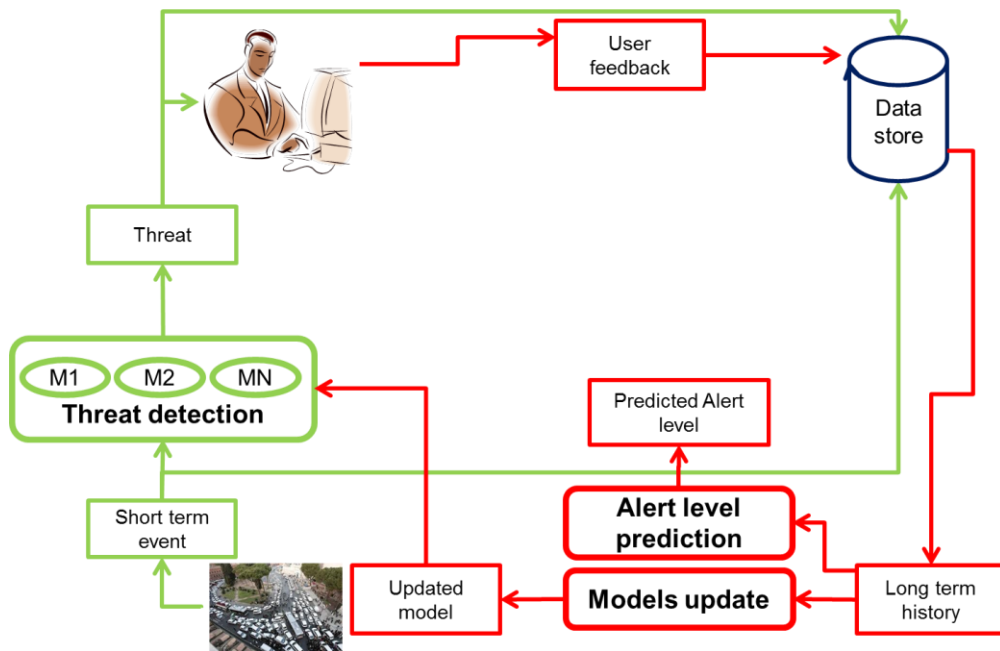 User
feedback
Data
store
Threat
M1
M2
MN
Threat detection
Predicted Alert
level
Short term
event
Alert level
prediction
Updated
model
Models update
Long term
history